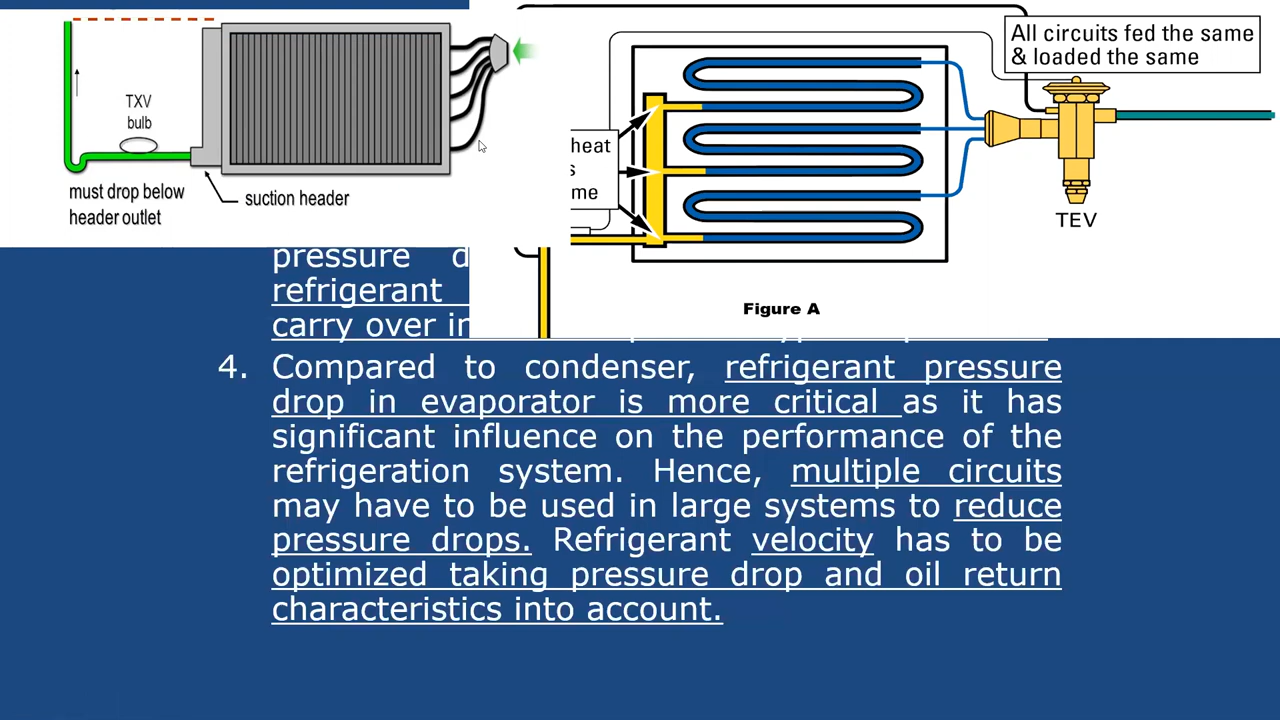 TXV
bulb
must drop below
header outlet
suction header
All circuits fed the same
& loaded the same
heat
TEV
Figure A
pressure
refrigerant
carry over
4. Compared to condenser, refrigerant pressure
drop in evaporator is more critical as it has
significant influence on the performance of the
refrigeration system. Hence, multiple circuits
may have to be used in large systems to reduce
pressure drops. Refrigerant velocity has to be
optimized taking pressure drop and oil return
characteristics into account.